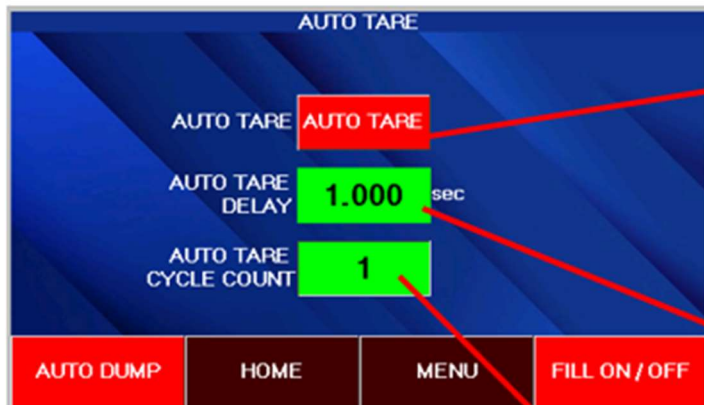 AUTO TARE
AUTO TARE AUTO TARE
AUTO TARE
DELAY
1.000 sec
AUTO TARE
CYCLE COUNT
1
AUTO DUMP HOME MENU FILL ON / OFF